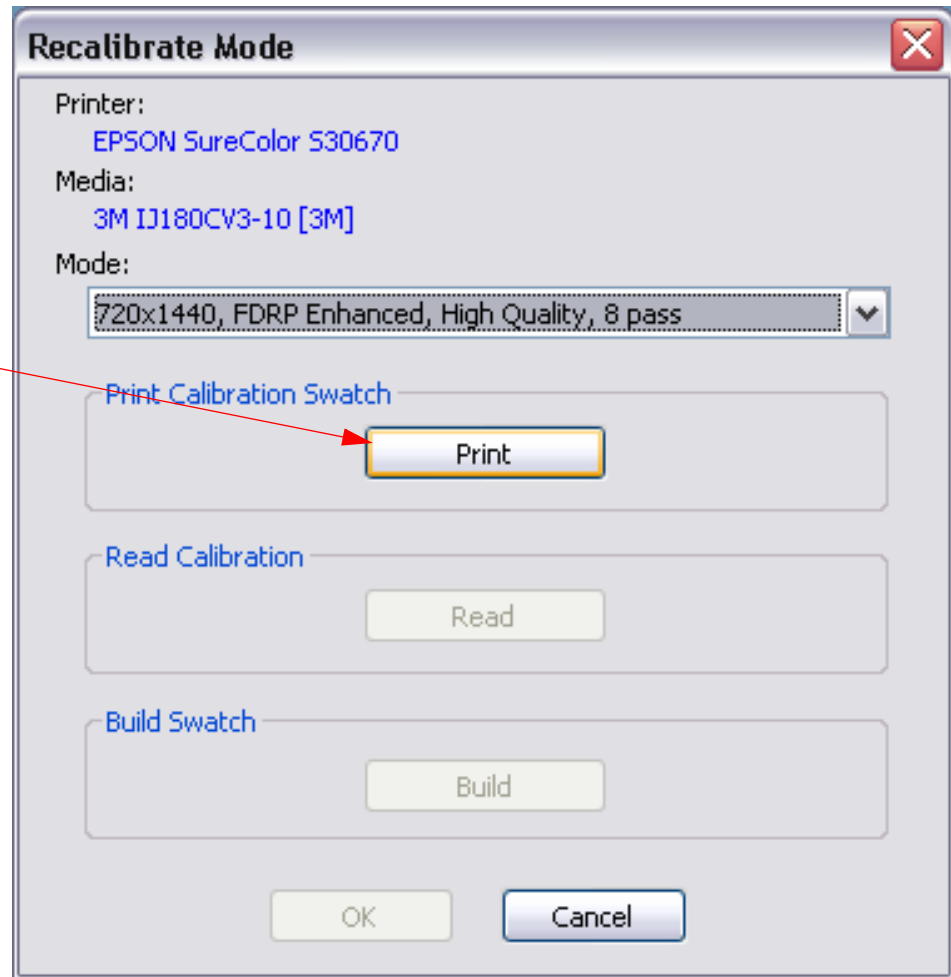 Recalibrate Mode
Printer:
EPSON SureColor S30670
Media:
3M IJ180CV3-10 [3M]
Mode:
720x1440, FDRP Enhanced, High Quality, 8 pass
Print Calibration Swatch
Print
Read Calibration
Read
Build Swatch
Build
OK Cancel